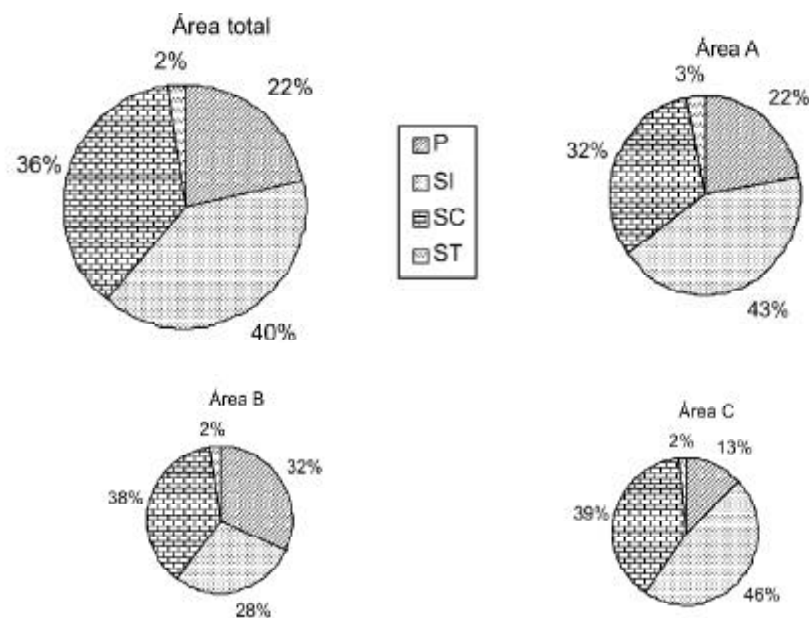 Área total
2%
22%
36%
40%
P
SI
SC
ST
Área A
3%
22%
32%
43%
Área B
2%
32%
38%
28%
Área C
2%
13%
39%
46%